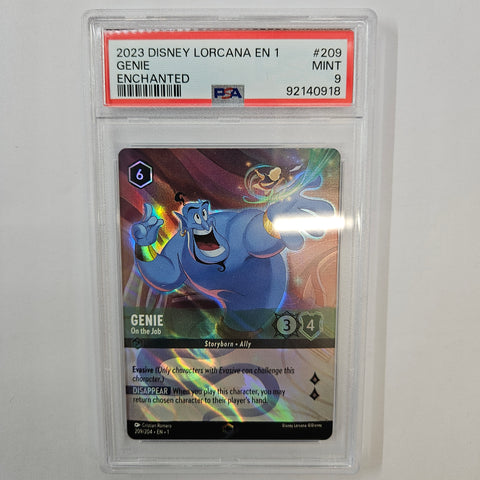 2023 DISNEY LORCANA EN 1 #209
GENIE MINT
ENCHANTED 9
PSA 92140918
6
GENIE
On the Job
3 4
Storyborn • Ally
Evasive (Only characters with Evasive can challenge this
character.)
DISAPPEAR When you play this character, you may
return chosen character to their player's hand.
Cristian Romero
209/204 • EN • 1
Disney Lorcana ©Disney